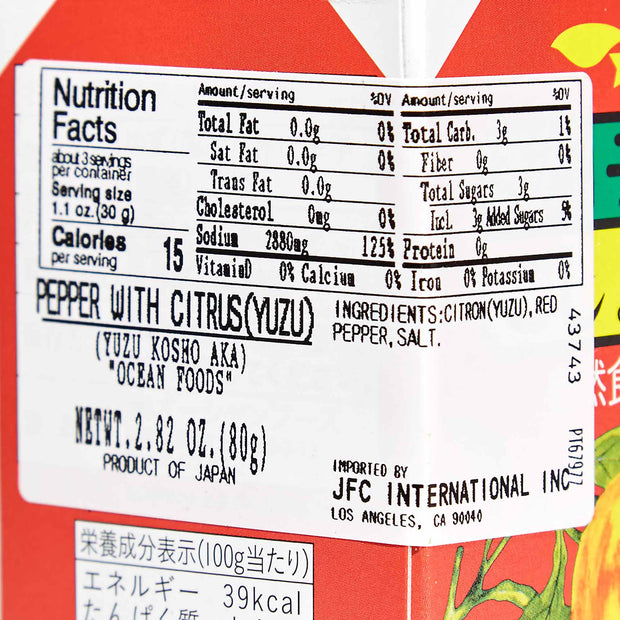 Nutrition
Facts
about 3 servings
per container
Serving size
1.1 oz.(30 g)
Calories
per serving 15
Amount/serving %DV
Total Fat 0.0g 0%
Sat Fat 0.0g 0%
Trans Fat 0.0g
Cholesterol 0mg 0%
Sodium 2880mg 125%
VitaminD 0% Calcium 0% Iron 0% Potassium 0%
Amount/serving %DV
Total Carb. 3g 1%
Fiber 0g 0%
Total Sugars 3g
Incl. 3g Added Sugars
Protein 0g
PEPPER WITH CITRUS(YUZU)
(YUZU KOSHO AKA)
"OCEAN FOODS"
NETWT.2.82 OZ.(80g)
PRODUCT OF JAPAN
INGREDIENTS:CITRON(YUZU),RED
PEPPER,SALT.
IMPORTED BY
JFC INTERNATIONAL INC
LOS ANGELES, CA 90040
43743
PT67977
栄養成分表示(100g当たり)
エネルギー 39kcal
たんぱく質